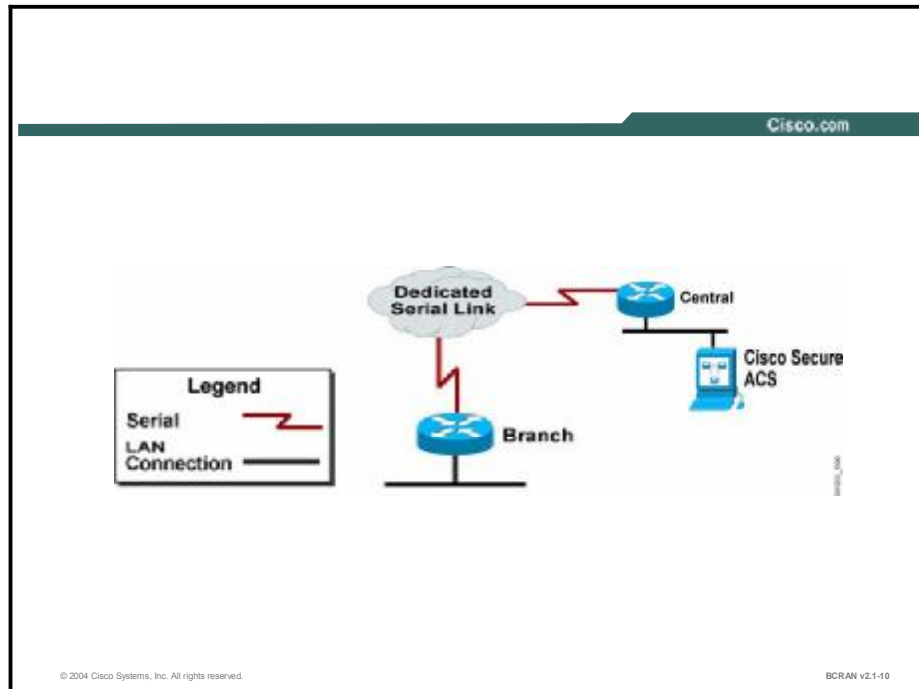 Cisco.com
Dedicated
Serial Link
Central
Cisco Secure
ACS
Legend
Serial
LAN
Connection
Branch
© 2004 Cisco Systems, Inc. All rights reserved.
BCRAN v2.1-10